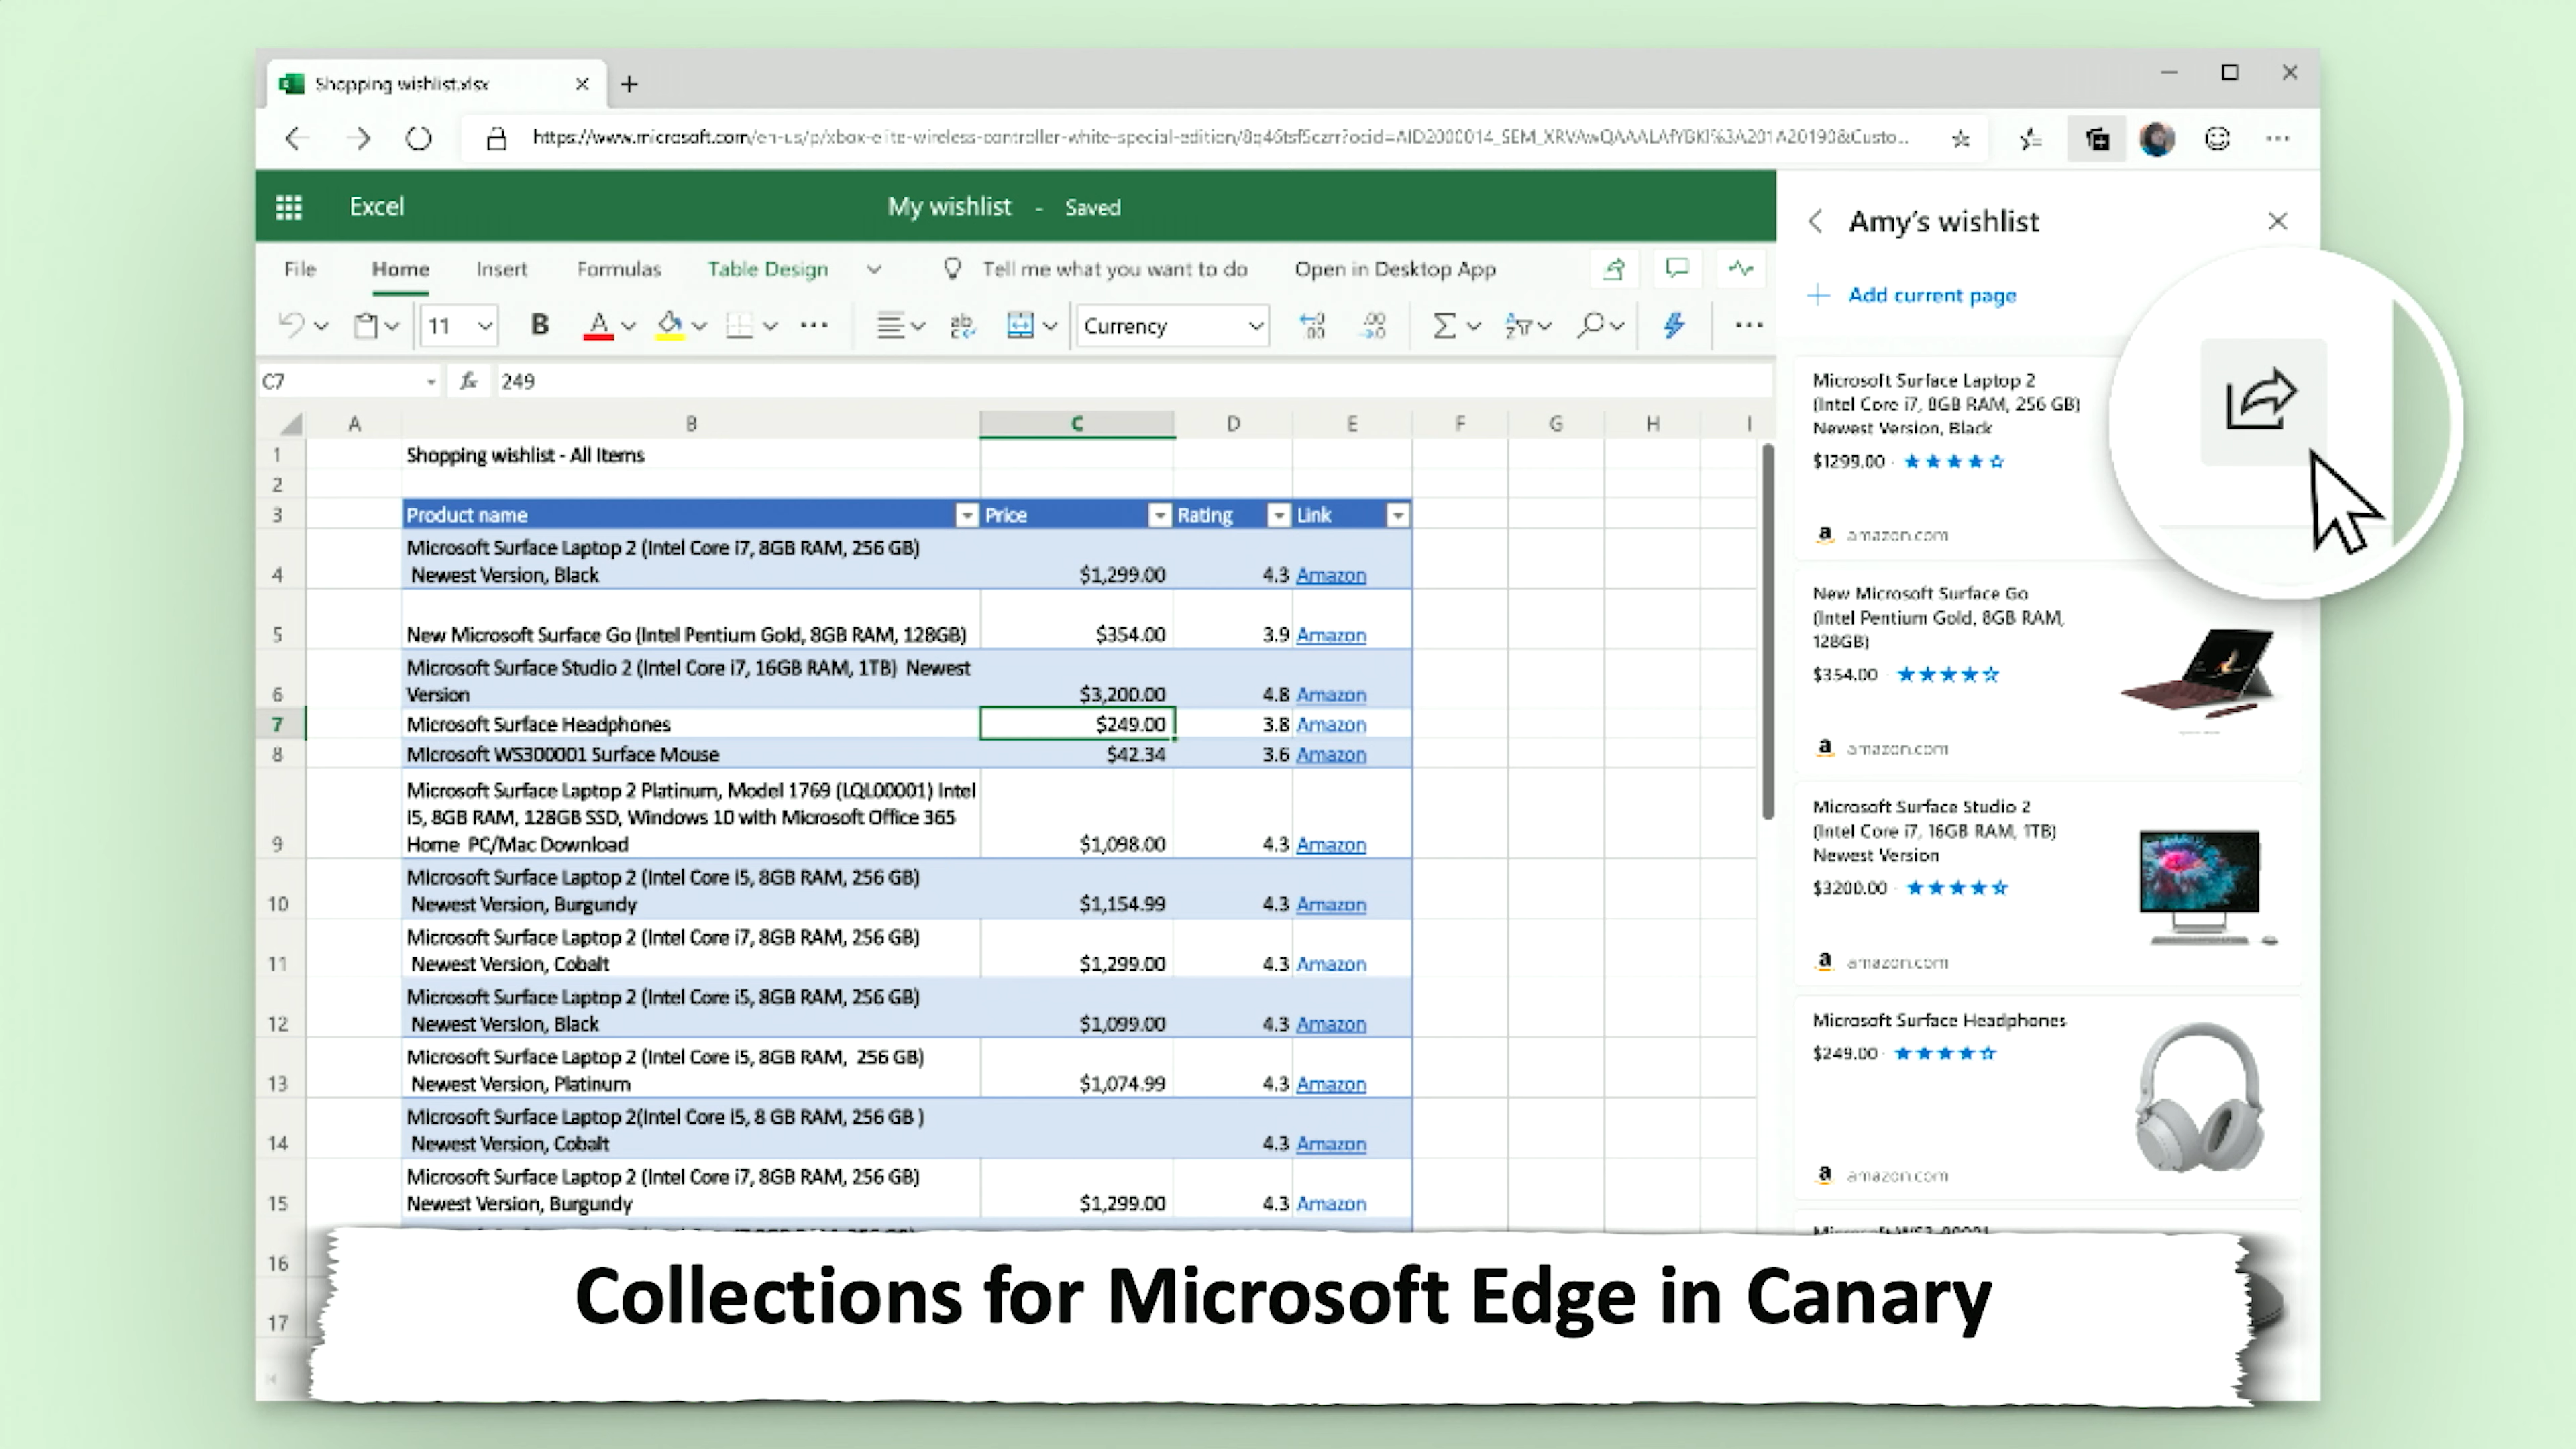 Shopping wishlist.xlsx
Excel
My wishlist - Saved
File Home Insert Formulas Table Design Tell me what you want to do Open in Desktop App
11 B A Currency
C7 fx 249
A B C D E F G H I
1 Shopping wishlist - All Items
2
3 Product name Price Rating Link
Microsoft Surface Laptop 2 (Intel Core i7, 8GB RAM, 256 GB)
4 Newest Version, Black $1,299.00 4.3 Amazon
5 New Microsoft Surface Go (Intel Pentium Gold, 8GB RAM, 128GB) $354.00 3.9 Amazon
Microsoft Surface Studio 2 (Intel Core i7, 16GB RAM, 1TB) Newest
6 Version $3,200.00 4.8 Amazon
7 Microsoft Surface Headphones $249.00 3.8 Amazon
8 Microsoft WS300001 Surface Mouse $42.34 3.6 Amazon
Microsoft Surface Laptop 2 Platinum, Model 1769 (LQL00001) Intel
I5, 8GB RAM, 128GB SSD, Windows 10 with Microsoft Office 365
9 Home PC/Mac Download $1,098.00 4.3 Amazon
Microsoft Surface Laptop 2 (Intel Core i5, 8GB RAM, 256 GB)
10 Newest Version, Burgundy $1,154.99 4.3 Amazon
Microsoft Surface Laptop 2 (Intel Core i7, 8GB RAM, 256 GB)
11 Newest Version, Cobalt $1,299.00 4.3 Amazon
Microsoft Surface Laptop 2 (Intel Core i5, 8GB RAM, 256 GB)
12 Newest Version, Black $1,099.00 4.3 Amazon
Microsoft Surface Laptop 2 (Intel Core i5, 8GB RAM, 256 GB)
13 Newest Version, Platinum $1,074.99 4.3 Amazon
Microsoft Surface Laptop 2(Intel Core i5, 8 GB RAM, 256 GB )
14 Newest Version, Cobalt 4.3 Amazon
Microsoft Surface Laptop 2 (Intel Core i7, 8GB RAM, 256 GB)
15 Newest Version, Burgundy $1,299.00 4.3 Amazon
16
17
Amy's wishlist
Add current page
Microsoft Surface Laptop 2
(Intel Core i7, 8GB RAM, 256 GB)
Newest Version, Black
$1299.00
amazon.com
New Microsoft Surface Go
(Intel Pentium Gold, 8GB RAM,
128GB)
$354.00
amazon.com
Microsoft Surface Studio 2
(Intel Core i7, 16GB RAM, 1TB)
Newest Version
$3200.00
amazon.com
Microsoft Surface Headphones
$249.00
amazon.com
Collections for Microsoft Edge in Canary